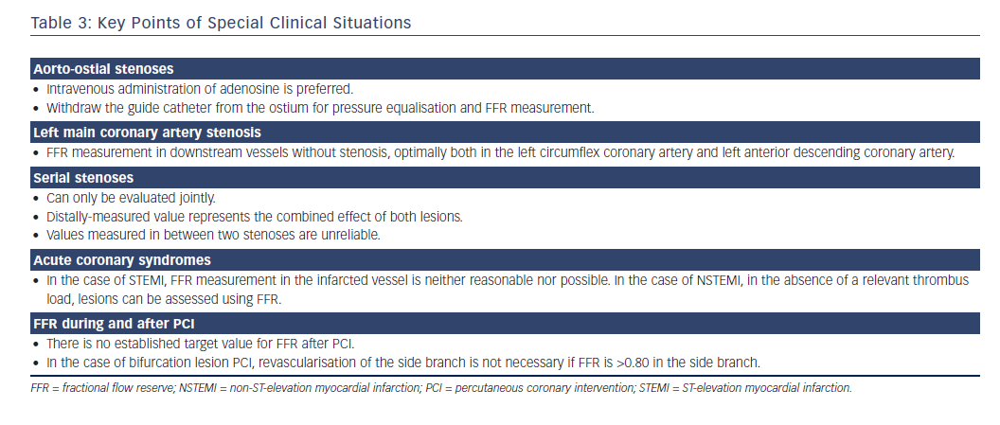 Table 3: Key Points of Special Clinical Situations
Aorto-ostial stenoses
• Intravenous administration of adenosine is preferred.
• Withdraw the guide catheter from the ostium for pressure equalisation and FFR measurement.
Left main coronary artery stenosis
• FFR measurement in downstream vessels without stenosis, optimally both in the left circumflex coronary artery and left anterior descending coronary artery.
Serial stenoses
• Can only be evaluated jointly.
• Distally-measured value represents the combined effect of both lesions.
• Values measured in between two stenoses are unreliable.
Acute coronary syndromes
• In the case of STEMI, FFR measurement in the infarcted vessel is neither reasonable nor possible. In the case of NSTEMI, in the absence of a relevant thrombus
load, lesions can be assessed using FFR.
FFR during and after PCI
• There is no established target value for FFR after PCI.
• In the case of bifurcation lesion PCI, revascularisation of the side branch is not necessary if FFR is >0.80 in the side branch.
FFR = fractional flow reserve; NSTEMI = non-ST-elevation myocardial infarction; PCI = percutaneous coronary intervention; STEMI = ST-elevation myocardial infarction.